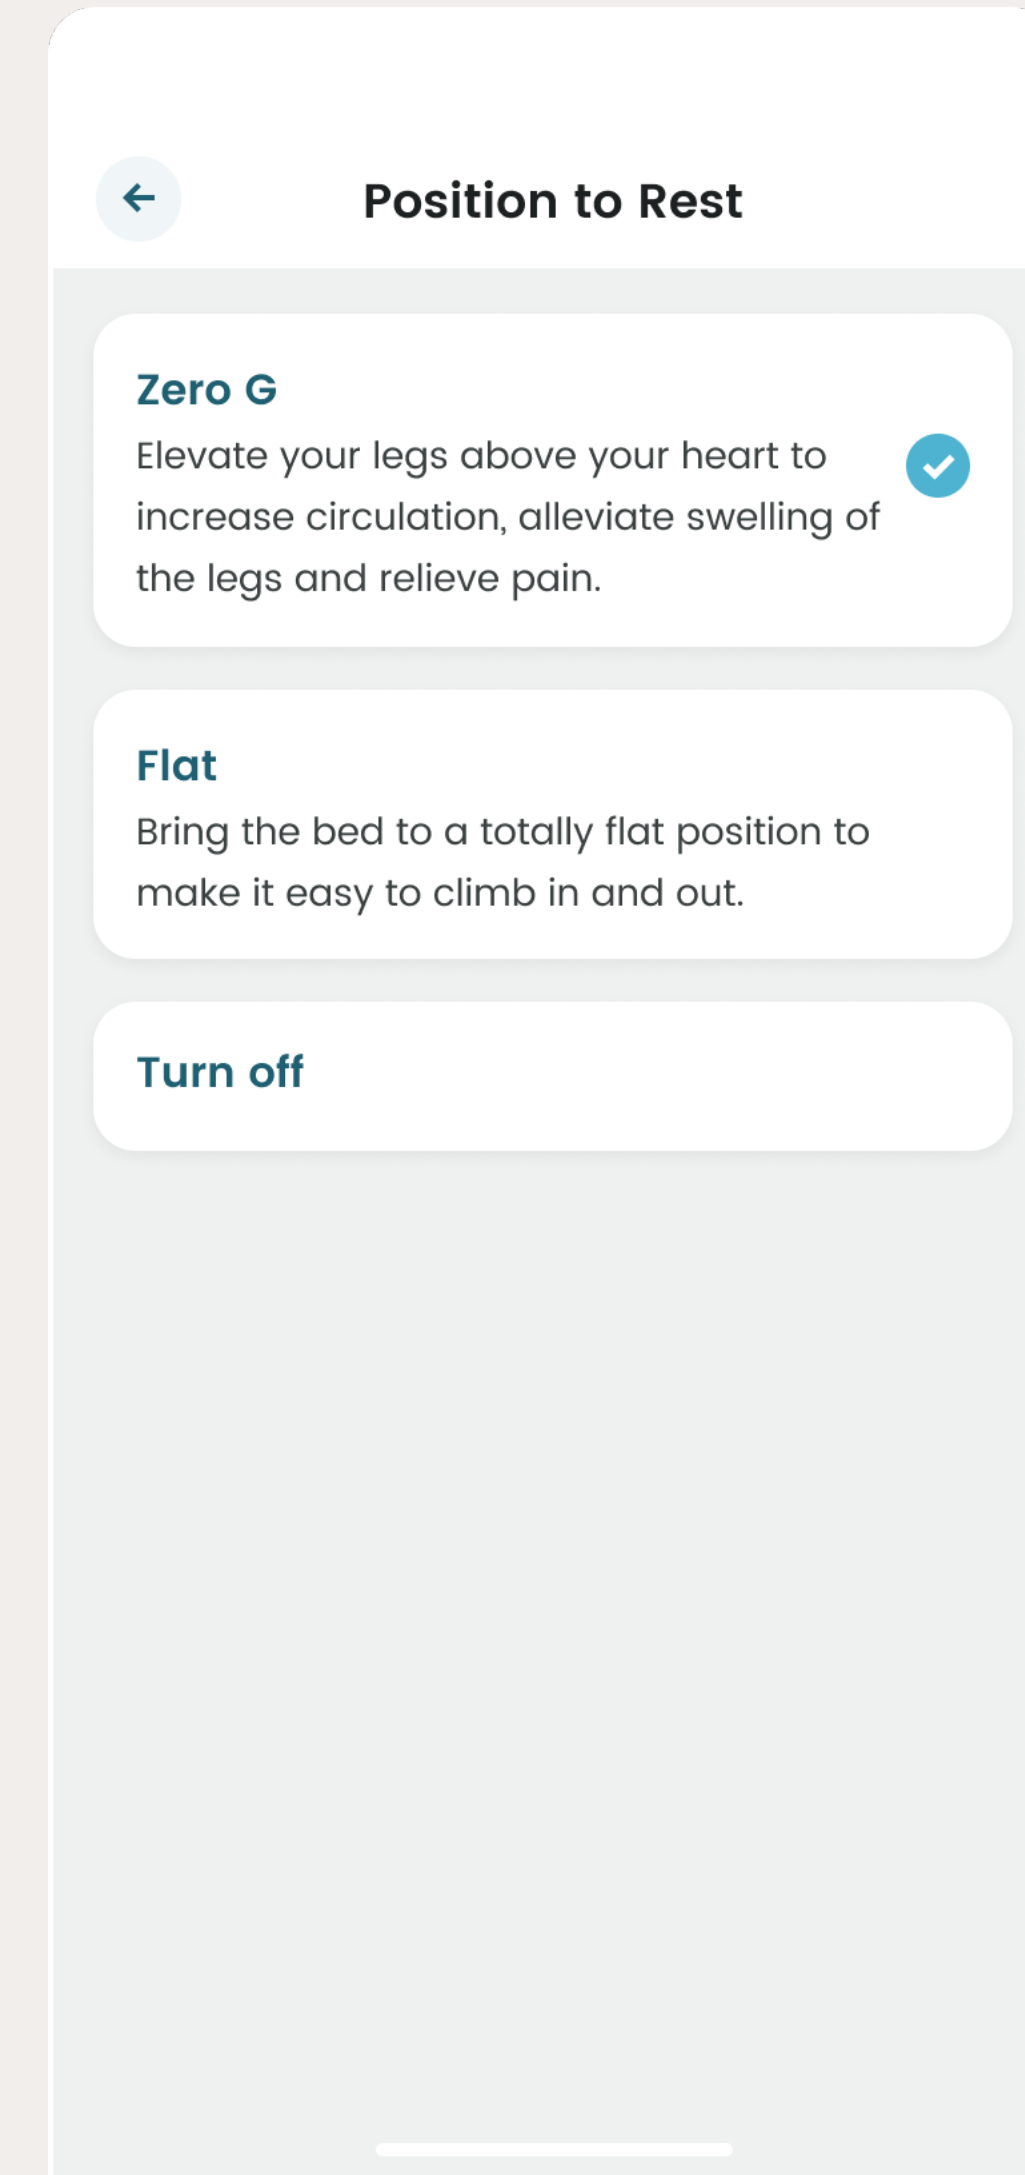 Position to Rest
Zero G
Elevate your legs above your heart to
increase circulation, alleviate swelling of
the legs and relieve pain.
Flat
Bring the bed to a totally flat position to
make it easy to climb in and out.
Turn off